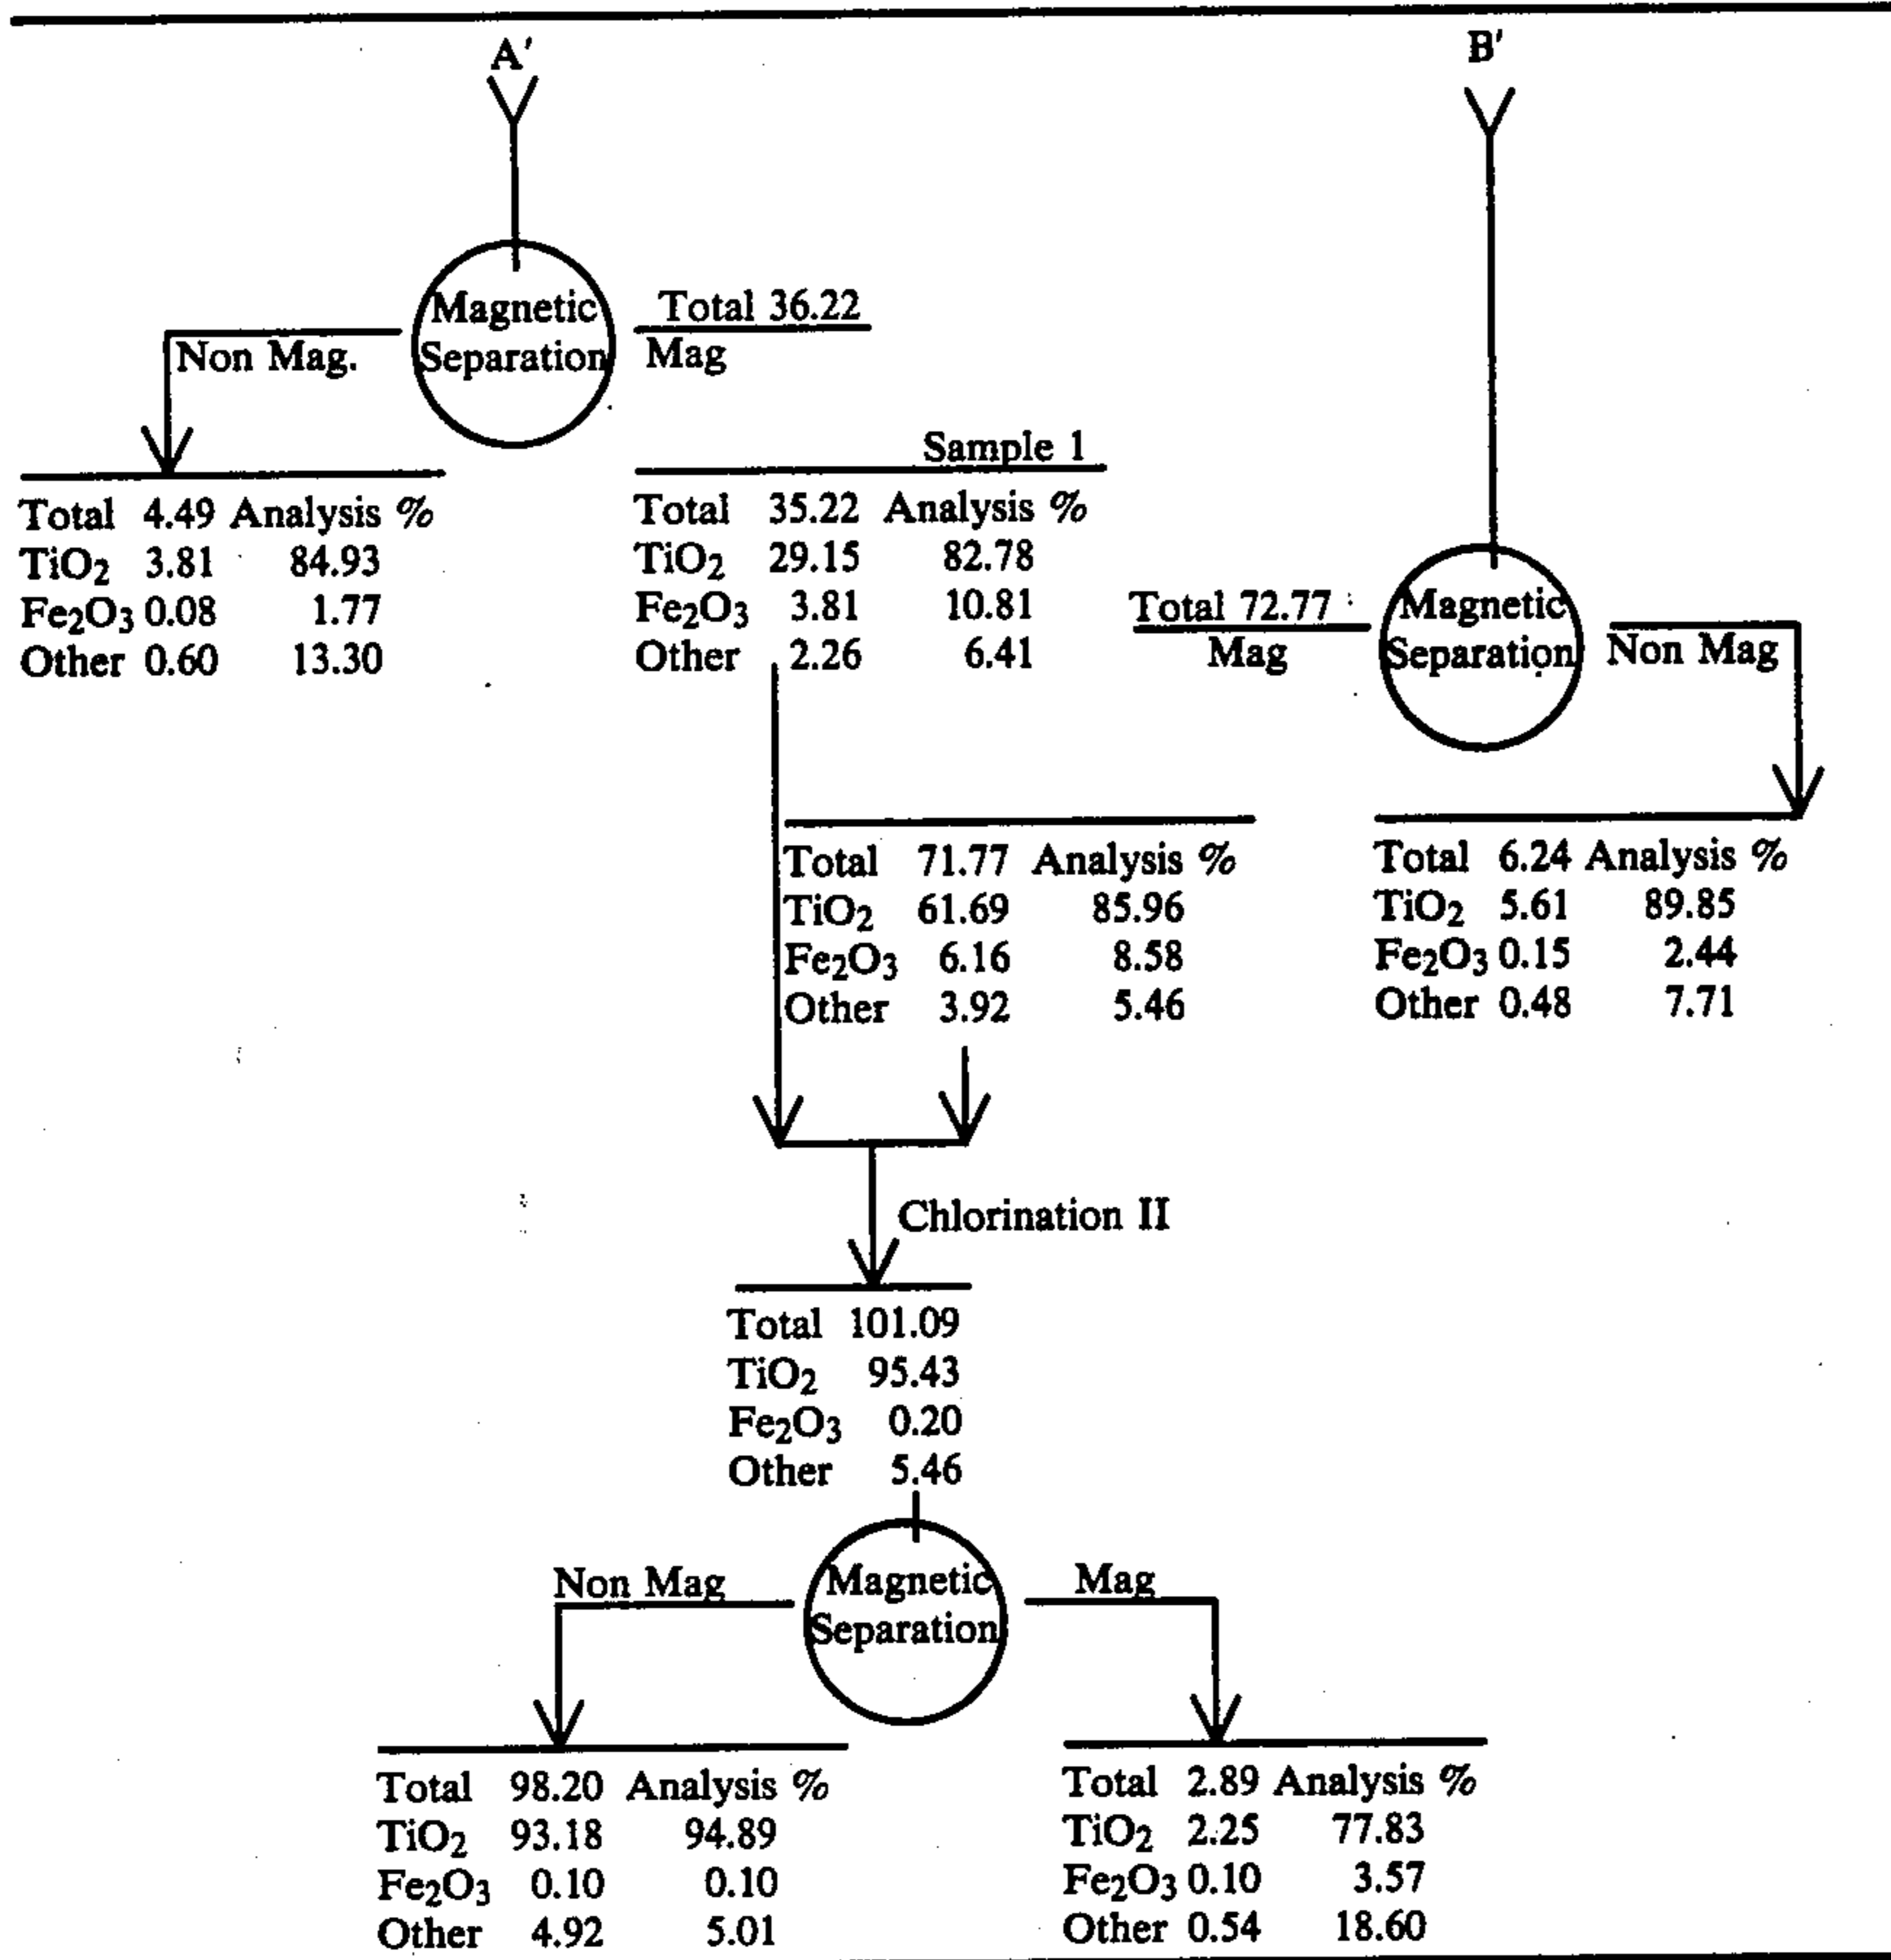 A'
B'
Magnetic
Separation
Total 36.22
Mag
Non Mag.
Sample 1
Total 4.49 Analysis %
TiO2 3.81 84.93
Fe2O3 0.08 1.77
Other 0.60 13.30
Total 35.22 Analysis %
TiO2 29.15 82.78
Fe2O3 3.81 10.81
Other 2.26 6.41
Total 72.77
Mag
Magnetic
Separation
Non Mag
Total 71.77 Analysis %
TiO2 61.69 85.96
Fe2O3 6.16 8.58
Other 3.92 5.46
Total 6.24 Analysis %
TiO2 5.61 89.85
Fe2O3 0.15 2.44
Other 0.48 7.71
Chlorination II
Total 101.09
TiO2 95.43
Fe2O3 0.20
Other 5.46
Non Mag
Magnetic
Separation
Mag
Total 98.20 Analysis %
TiO2 93.18 94.89
Fe2O3 0.10 0.10
Other 4.92 5.01
Total 2.89 Analysis %
TiO2 2.25 77.83
Fe2O3 0.10 3.57
Other 0.54 18.60